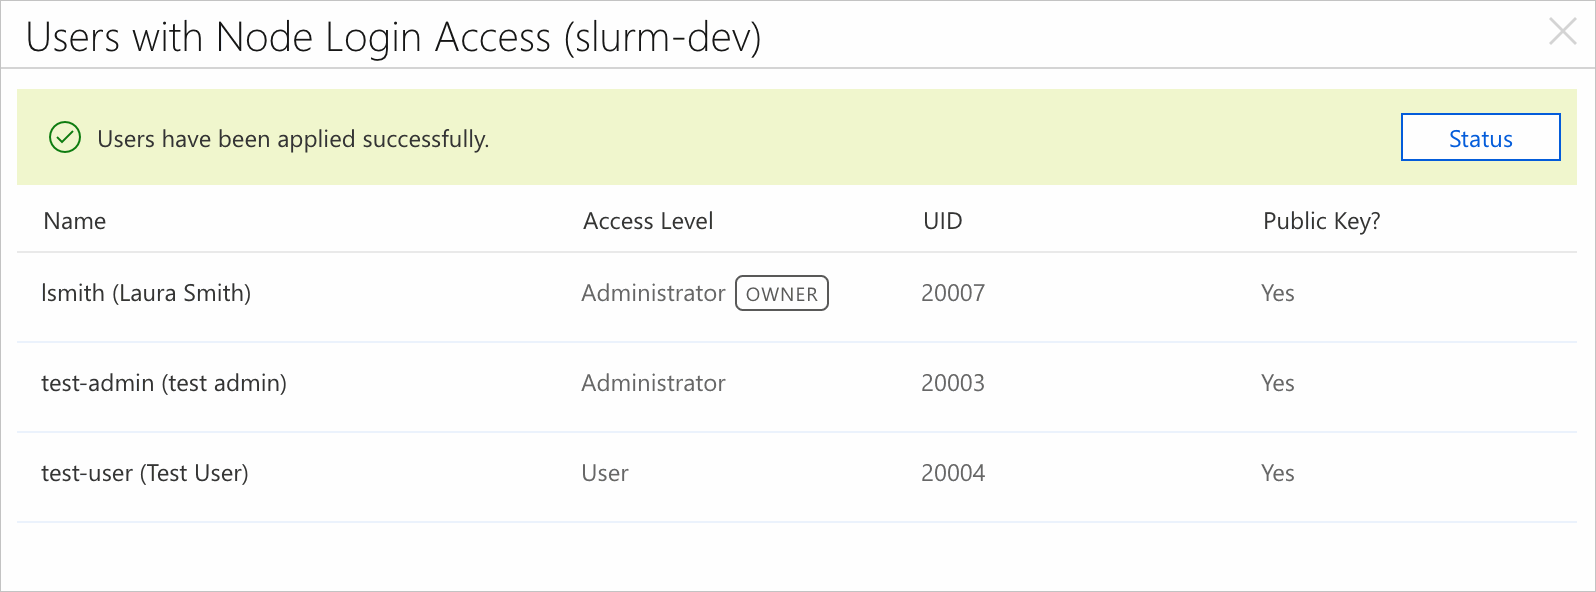 Users with Node Login Access (slurm-dev)
Users have been applied successfully.
Status
Name Access Level UID Public Key?
lsmith (Laura Smith) Administrator OWNER 20007 Yes
test-admin (test admin) Administrator 20003 Yes
test-user (Test User) User 20004 Yes